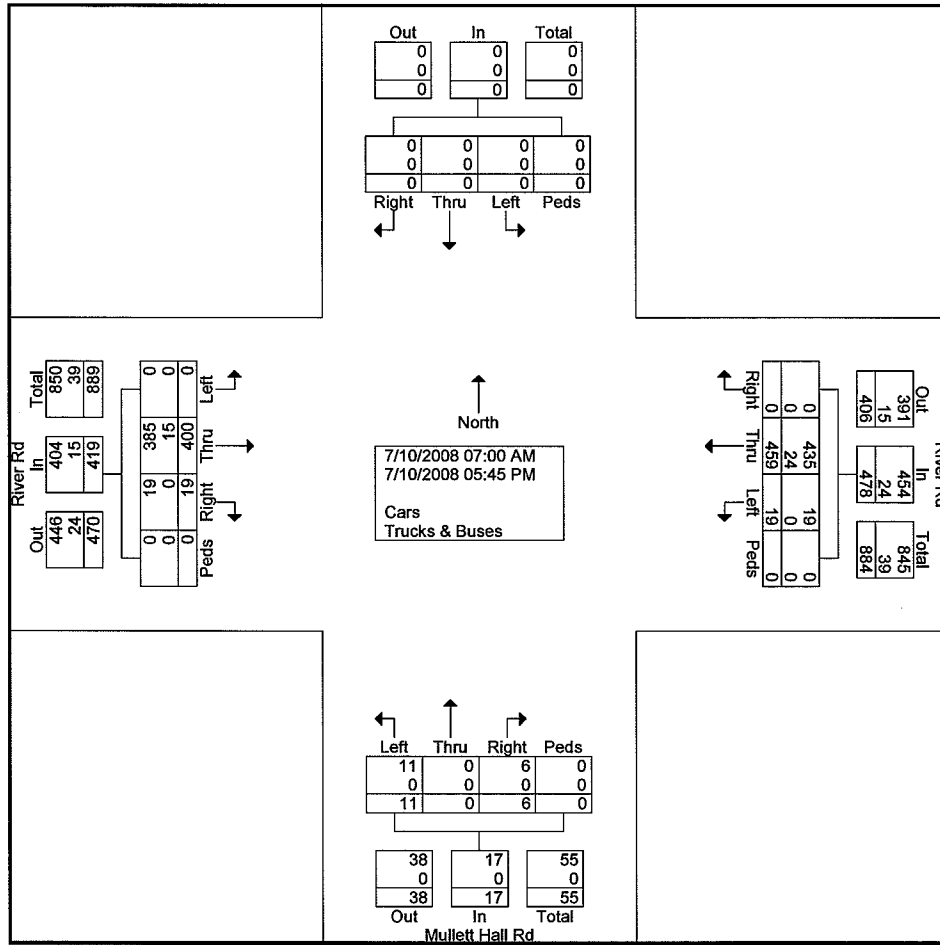 Out In Total
0 0 0
0 0 0
0 0 0
0 0 0 0
0 0 0 0
0 0 0 0
Right Thru Left Peds
River Rd
Total In Out
850 404 446
39 15 24
889 419 470
0 385 19 0
0 15 0 0
0 400 19 0
Left Thru Right Peds
North
7/10/2008 07:00 AM
7/10/2008 05:45 PM
Cars
Trucks & Buses
Right Thru Left Peds
0 435 19 0
0 24 0 0
0 459 19 0
Out In Total
391 454 845
15 24 39
406 478 884
River Rd
Left Thru Right Peds
11 0 6 0
0 0 0 0
11 0 6 0
38 17 55
0 0 0
38 17 55
Out In Total
Mullett Hall Rd